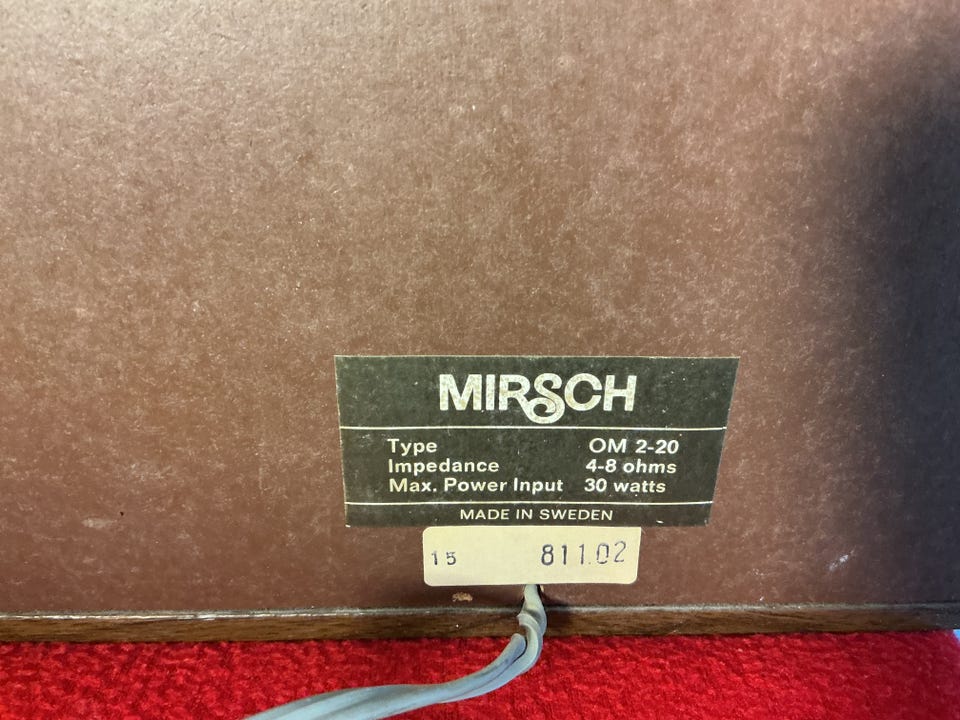 MIRSCH
Type OM 2-20
Impedance 4-8 ohms
Max. Power Input 30 watts
MADE IN SWEDEN
15 811.02